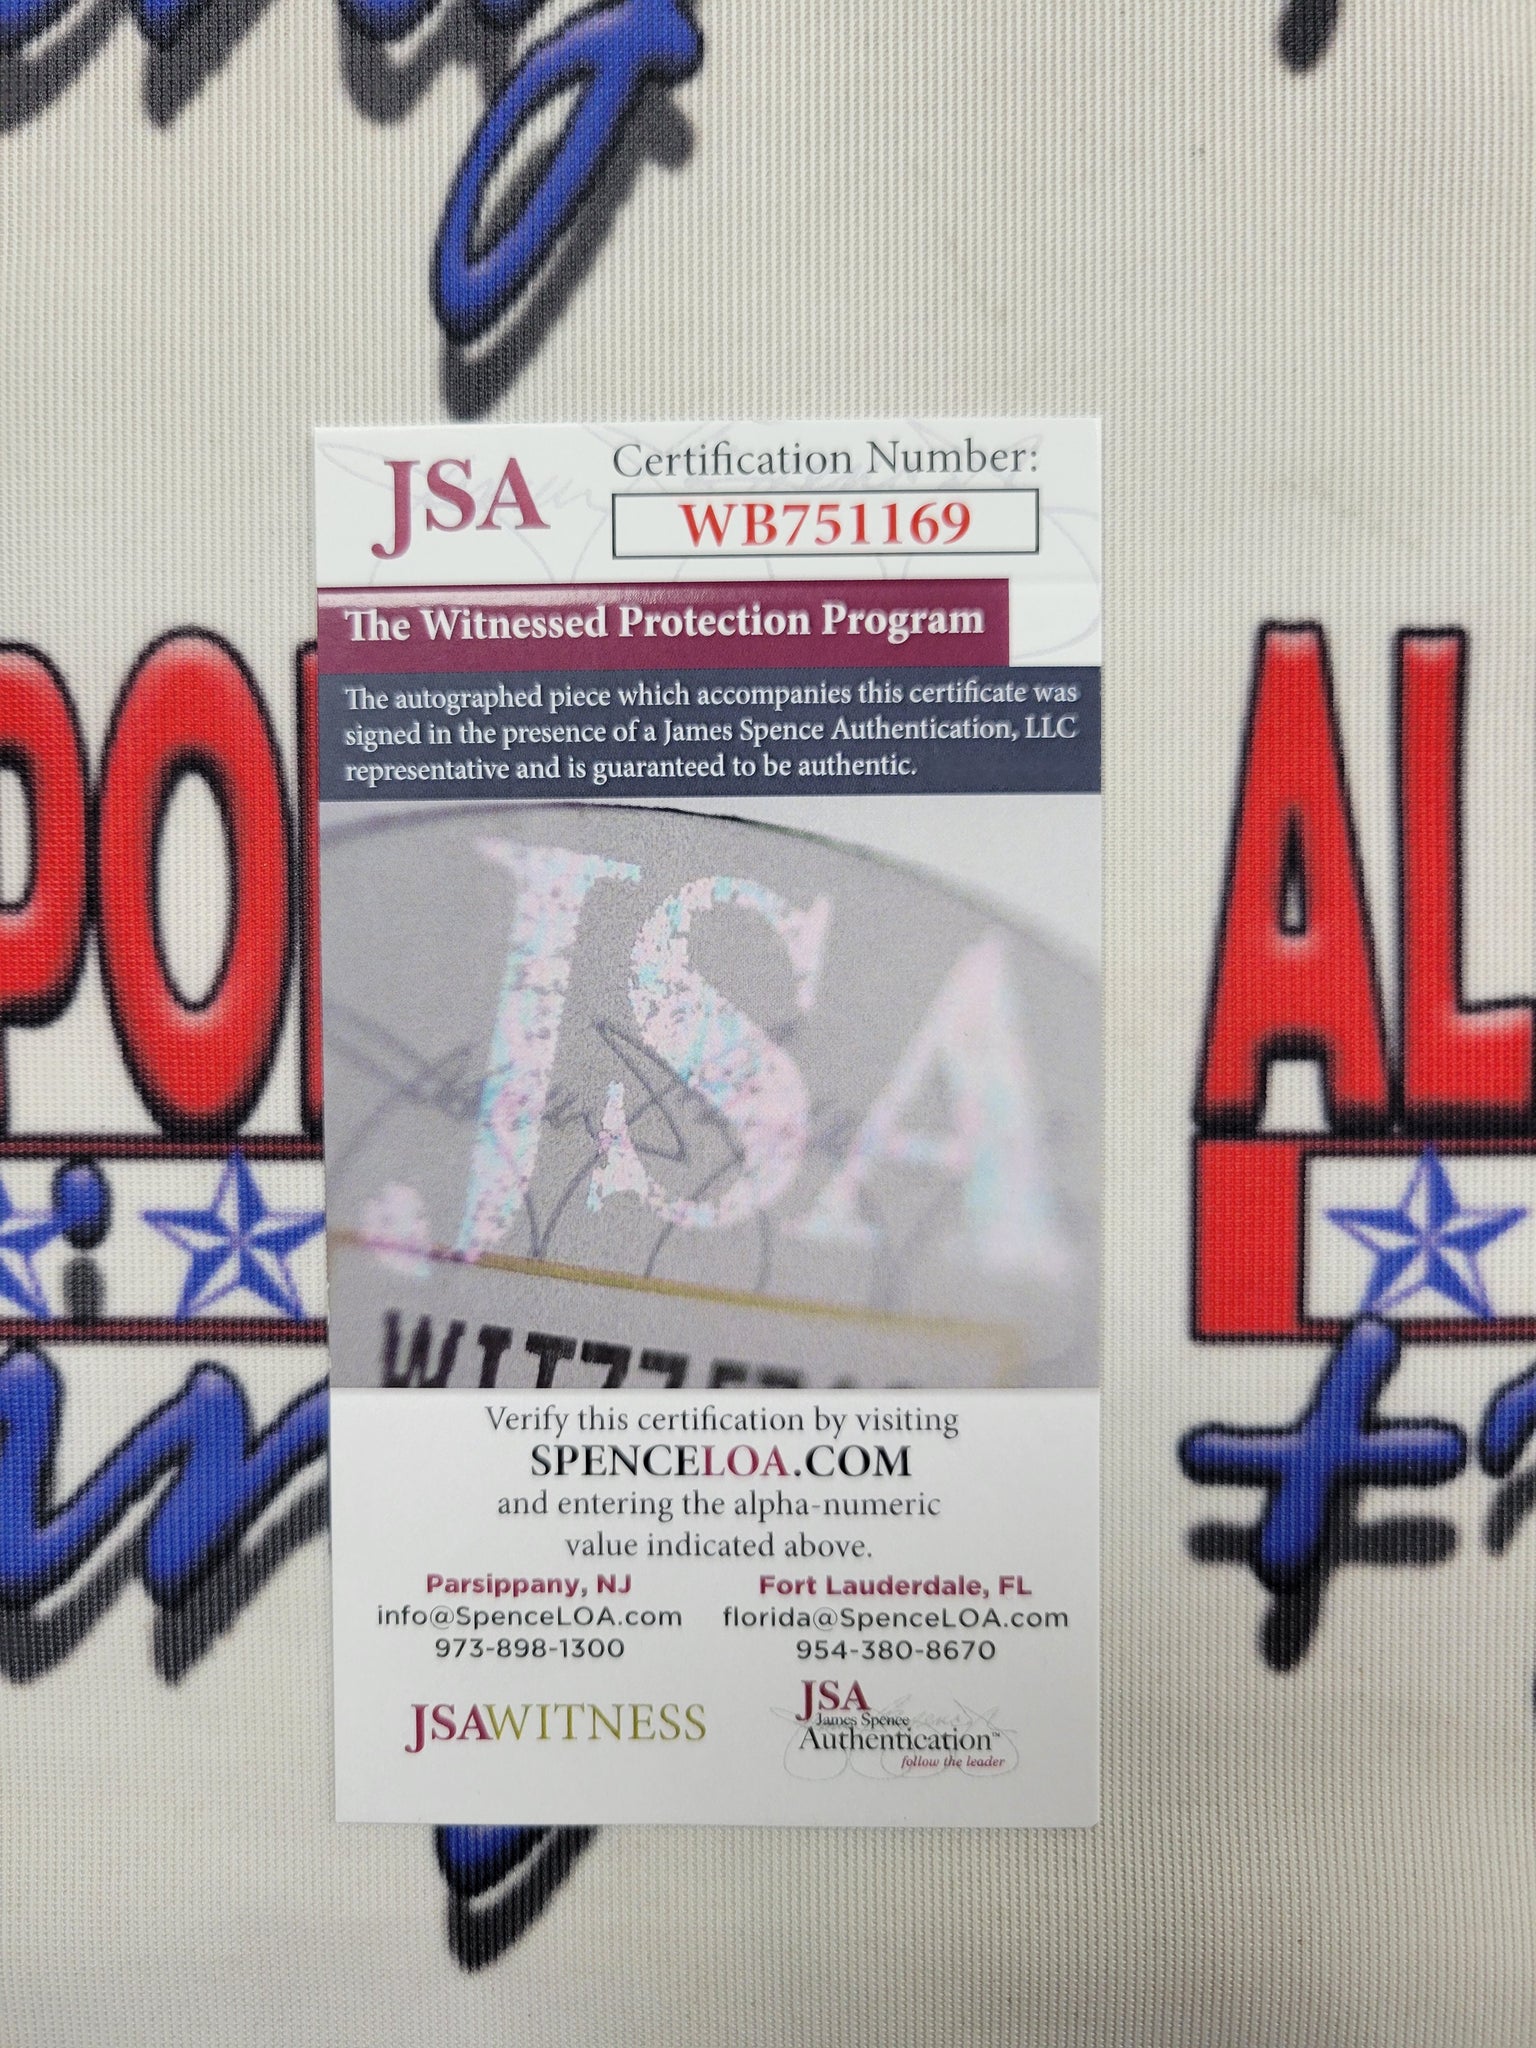 JSA
Certification Number:
WB751169
The Witnessed Protection Program
The autographed piece which accompanies this certificate was
signed in the presence of a James Spence Authentication, LLC
representative and is guaranteed to be authentic.
JSA
Verify this certification by visiting
SPENCELOA.COM
and entering the alpha-numeric
value indicated above.
Parsippany, NJ
info@SpenceLOA.com
973-898-1300
Fort Lauderdale, FL
florida@SpenceLOA.com
954-380-8670
JSAWITNESS
JSA
James Spence
Authentication™
follow the leader